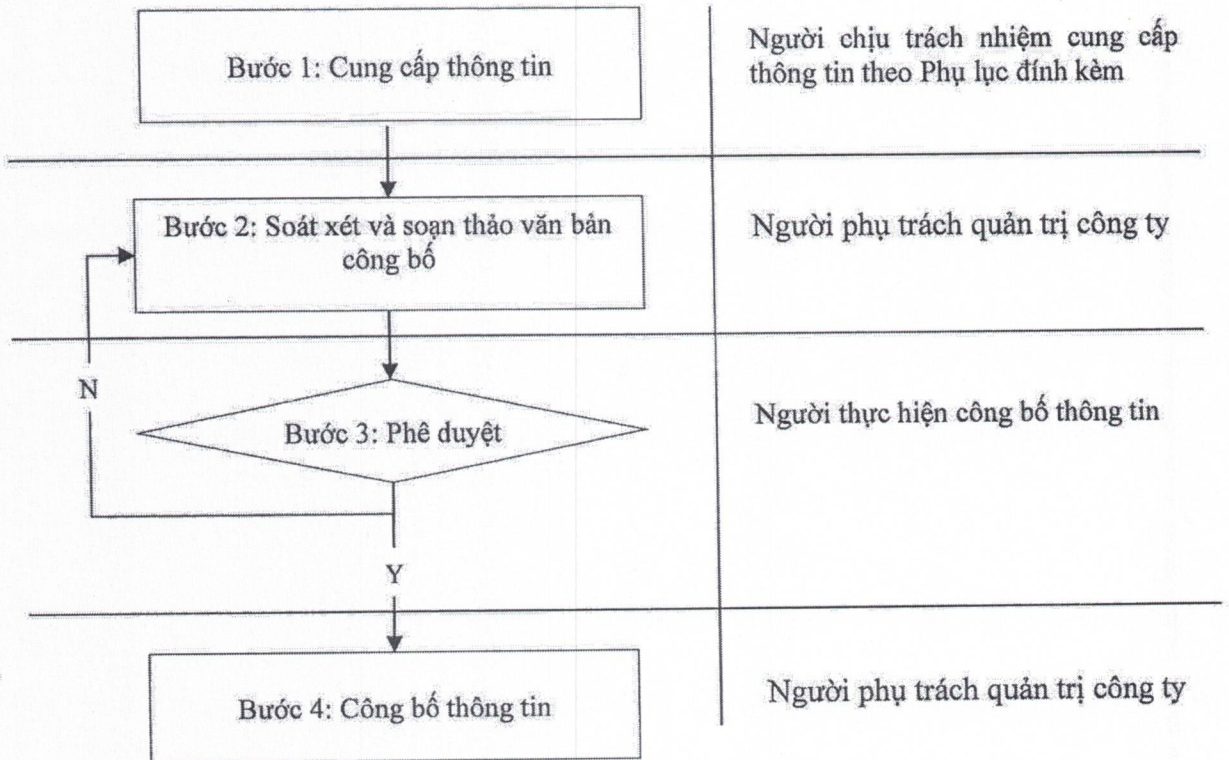 Bước 1: Cung cấp thông tin
Người chịu trách nhiệm cung cấp
thông tin theo Phụ lục đính kèm
Bước 2: Soát xét và soạn thảo văn bản
công bố
Người phụ trách quản trị công ty
N
Bước 3: Phê duyệt
Người thực hiện công bố thông tin
Y
Bước 4: Công bố thông tin
Người phụ trách quản trị công ty